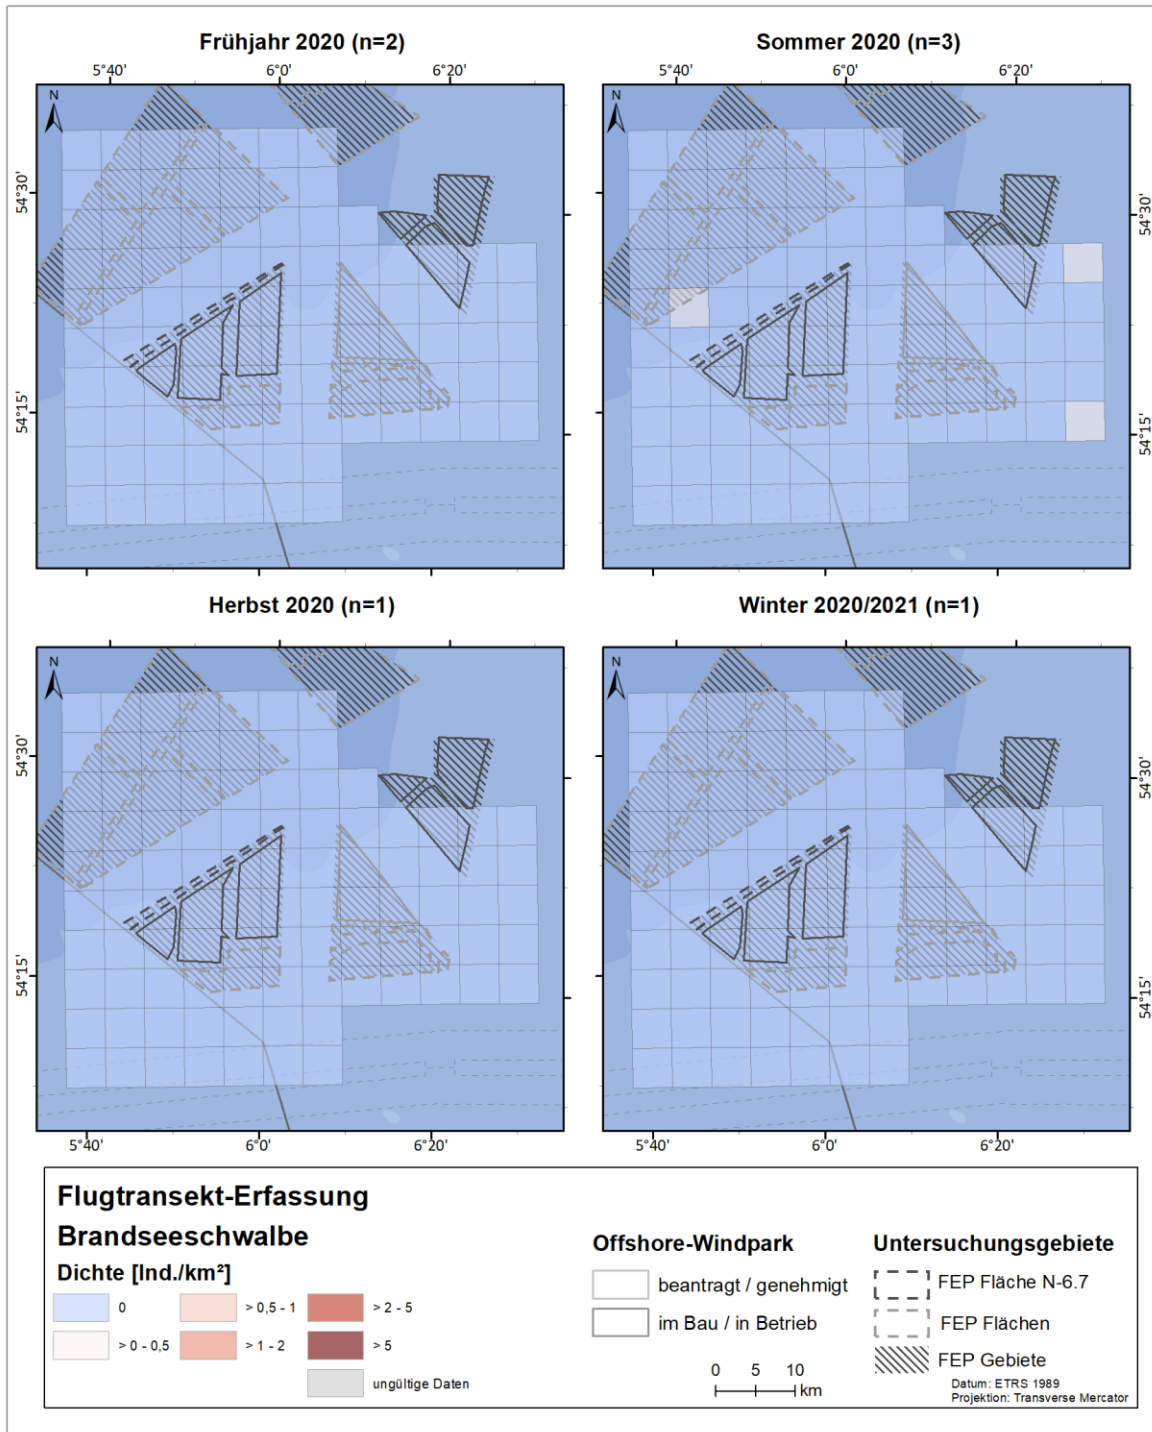 Frühjahr 2020 (n=2)
Sommer 2020 (n=3)
5°40' 6°0' 6°20'
5°40' 6°0' 6°20'
N
N
54°30'
54°30'
54°15'
54°15'
Herbst 2020 (n=1)
Winter 2020/2021 (n=1)
N
N
54°30'
54°30'
54°15'
54°15'
5°40' 6°0' 6°20'
5°40' 6°0' 6°20'
Flugtransekt-Erfassung
Brandseeschwalbe
Dichte [Ind./km²]
0
> 0 - 0,5
> 0,5 - 1
> 1 - 2
> 2 - 5
> 5
ungültige Daten
Offshore-Windpark
beantragt / genehmigt
im Bau / in Betrieb
0 5 10
km
Untersuchungsgebiete
FEP Fläche N-6.7
FEP Flächen
FEP Gebiete
Datum: ETRS 1989
Projektion: Transverse Mercator